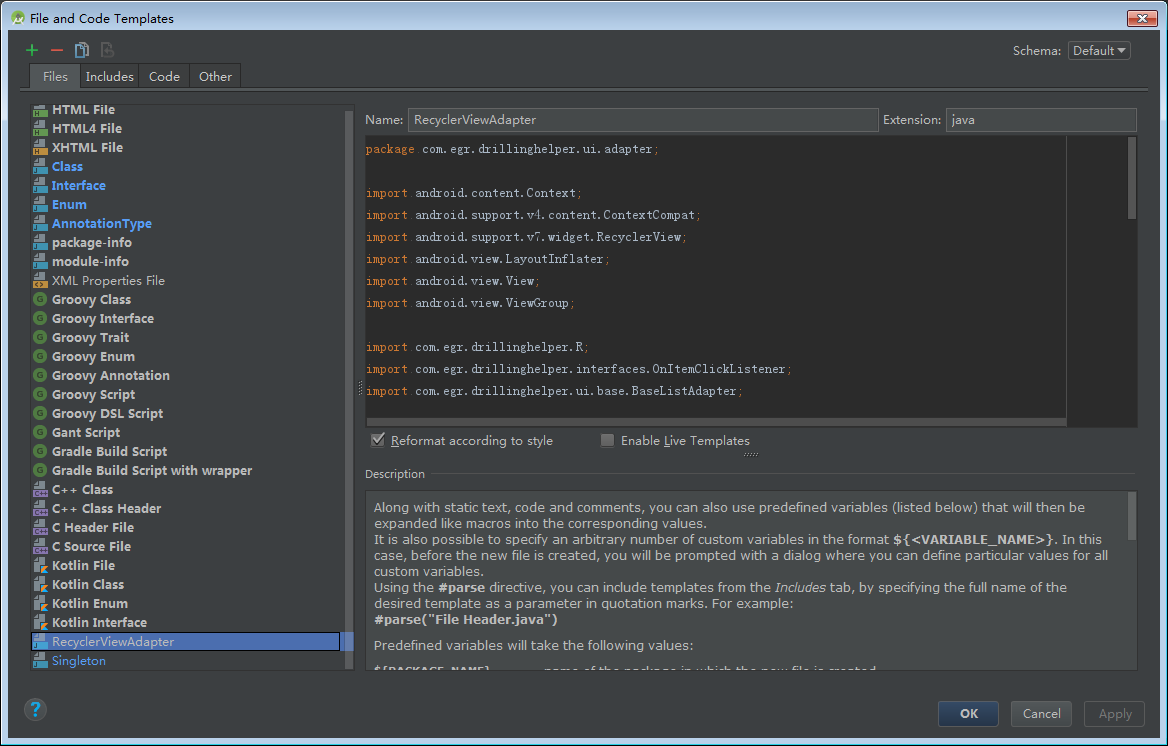 File and Code Templates
Schema: Default
Files Includes Code Other
HTML File
HTML4 File
XHTML File
Class
Interface
Enum
AnnotationType
package-info
module-info
XML Properties File
Groovy Class
Groovy Interface
Groovy Trait
Groovy Enum
Groovy Annotation
Groovy Script
Groovy DSL Script
Gant Script
Gradle Build Script
Gradle Build Script with wrapper
C++ Class
C++ Class Header
C Header File
C Source File
Kotlin File
Kotlin Class
Kotlin Enum
Kotlin Interface
RecyclerViewAdapter
Singleton
Name: RecyclerViewAdapter Extension: java
package com.egr.drillinghelper.ui.adapter;
import android.content.Context;
import android.support.v4.content.ContextCompat;
import android.support.v7.widget.RecyclerView;
import android.view.LayoutInflater;
import android.view.View;
import android.view.ViewGroup;
import com.egr.drillinghelper.R;
import com.egr.drillinghelper.interfaces.OnItemClickListener;
import com.egr.drillinghelper.ui.base.BaseListAdapter;
Reformat according to style Enable Live Templates
Description
Along with static text, code and comments, you can also use predefined variables (listed below) that will then be
expanded like macros into the corresponding values.
It is also possible to specify an arbitrary number of custom variables in the format ${<VARIABLE_NAME>}. In this
case, before the new file is created, you will be prompted with a dialog where you can define particular values for all
custom variables.
Using the #parse directive, you can include templates from the Includes tab, by specifying the full name of the
desired template as a parameter in quotation marks. For example:
#parse("File Header.java")
Predefined variables will take the following values:
${PACKAGE_NAME} name of the package in which the new file is created
? OK Cancel Apply